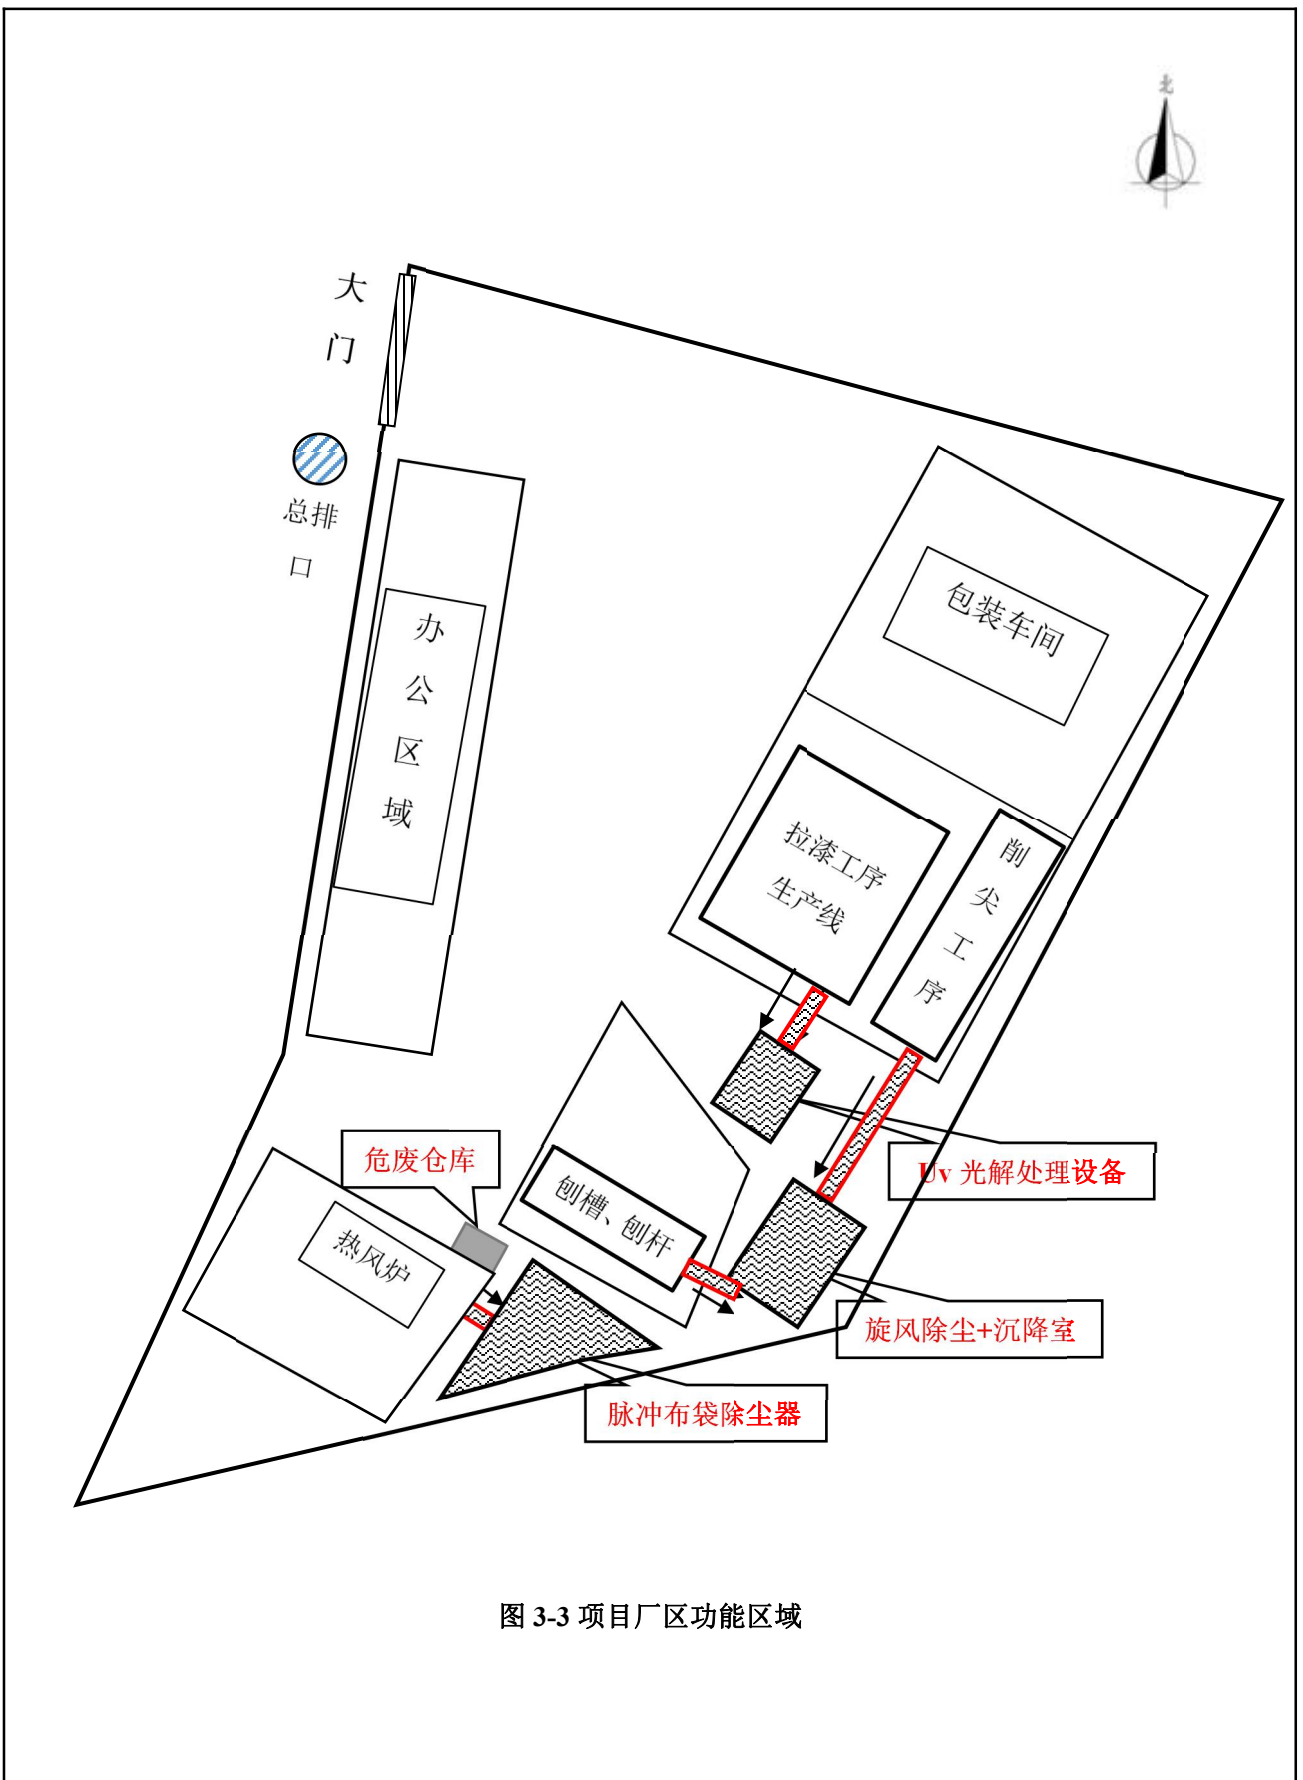 北
大
门
总排
口
办
公
区
域
包装车间
拉漆工序
生产线
削
尖
工
序
危废仓库
刨槽、刨杆
Uv 光解处理设备
热风炉
旋风除尘+沉降室
脉冲布袋除尘器
图 3-3 项目厂区功能区域